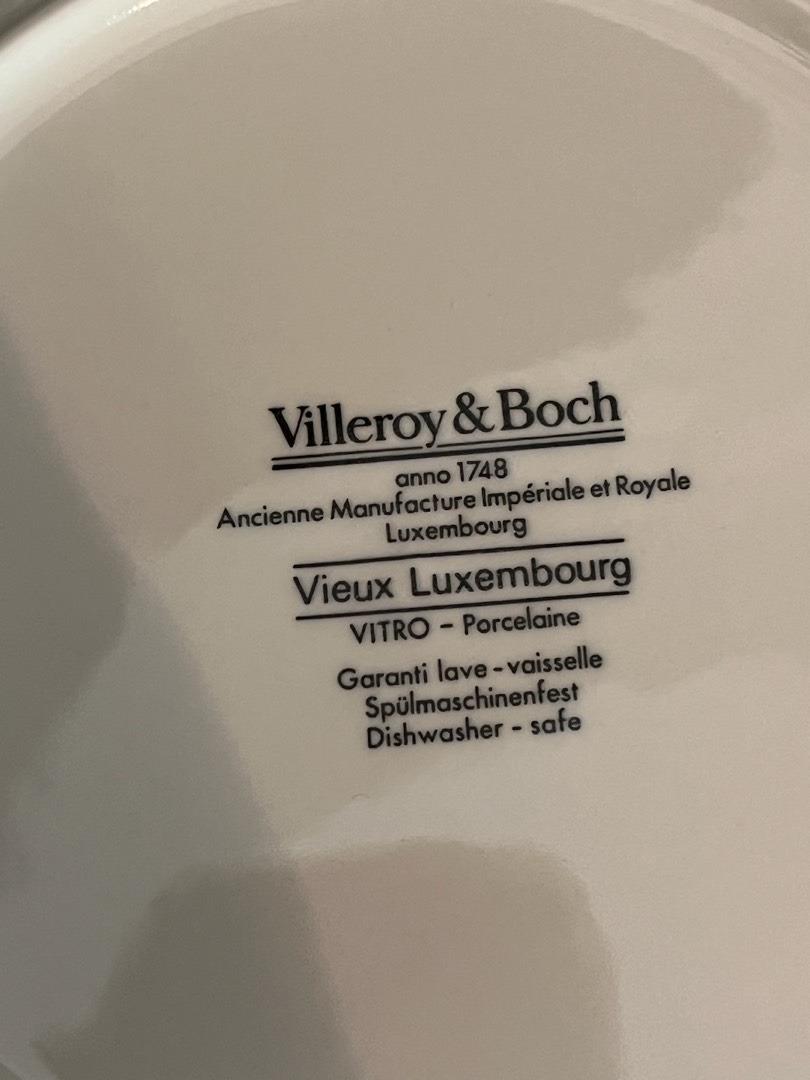 Villeroy & Boch
anno 1748
Ancienne Manufacture Impériale et Royale
Luxembourg
Vieux Luxembourg
VITRO - Porcelaine
Garanti lave-vaisselle
Spülmaschinenfest
Dishwasher - safe